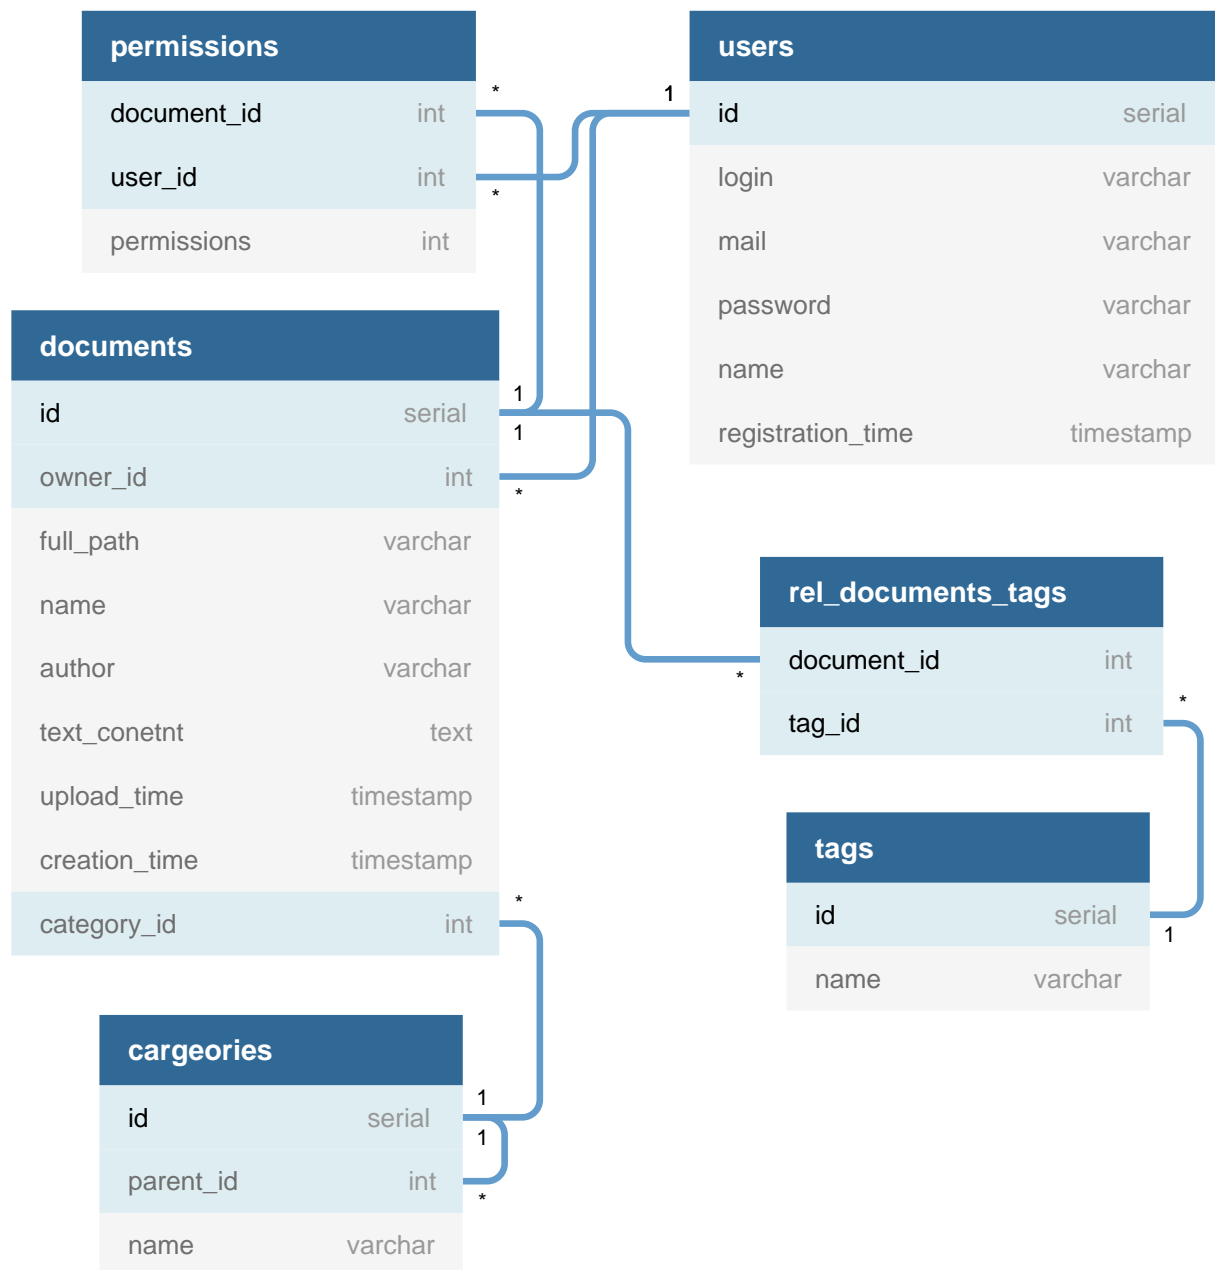 permissions
document_id int
user_id int
permissions int
* 
*
users
1
id serial
login varchar
mail varchar
password varchar
name varchar
registration_time timestamp
documents
id serial
owner_id int
full_path varchar
name varchar
author varchar
text_conetnt text
upload_time timestamp
creation_time timestamp
category_id int
1
1
*
*
rel_documents_tags
document_id int
tag_id int
*
*
tags
id serial
name varchar
1
cargeories
id serial
parent_id int
name varchar
1
1
*